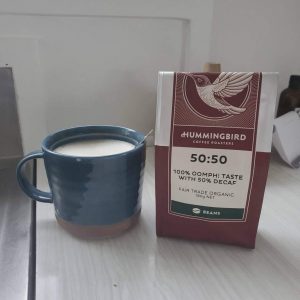 HUMMINGBIRD
COFFEE ROASTERS
50:50
100% OOMPH! TASTE
WITH 50% DECAF
FAIR TRADE ORGANIC
BEANS